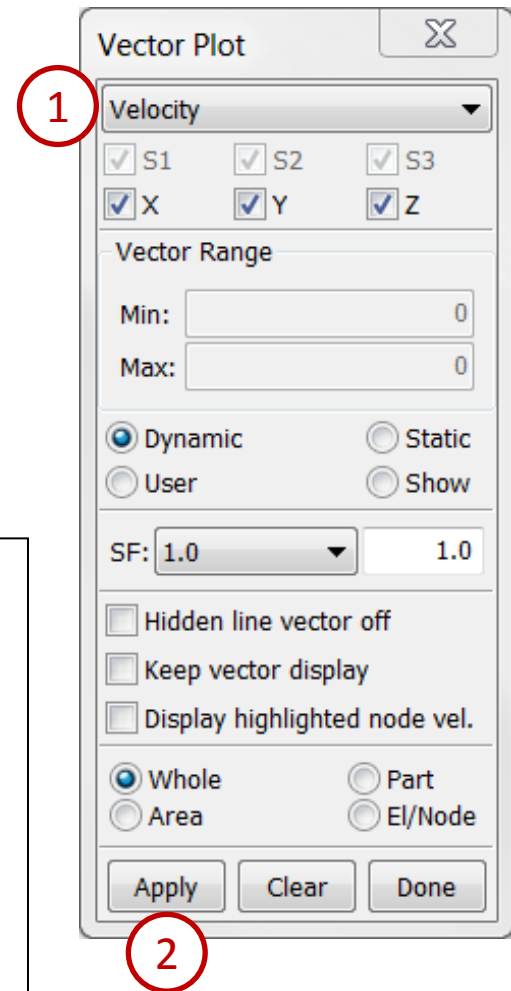 Vector Plot
1
Velocity
S1 S2 S3
X Y Z
Vector Range
Min: 0
Max: 0
Dynamic Static
User Show
SF: 1.0 1.0
Hidden line vector off
Keep vector display
Display highlighted node vel.
Whole Part
Area El/Node
Apply Clear Done
2